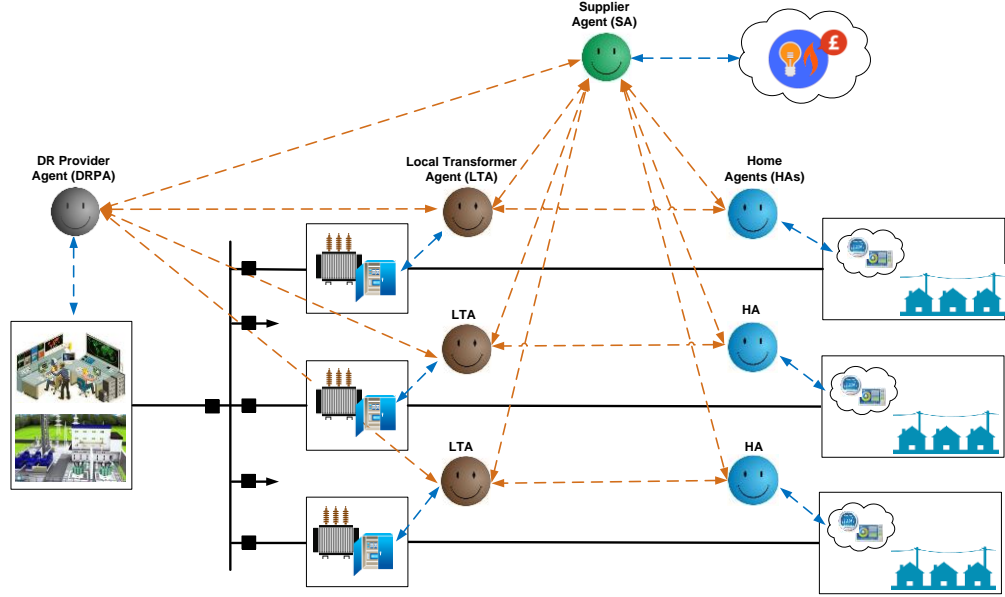 Supplier
Agent (SA)
£
DR Provider
Agent (DRPA)
Local Transformer
Agent (LTA)
Home
Agents (HAs)
LTA
HA
LTA
HA